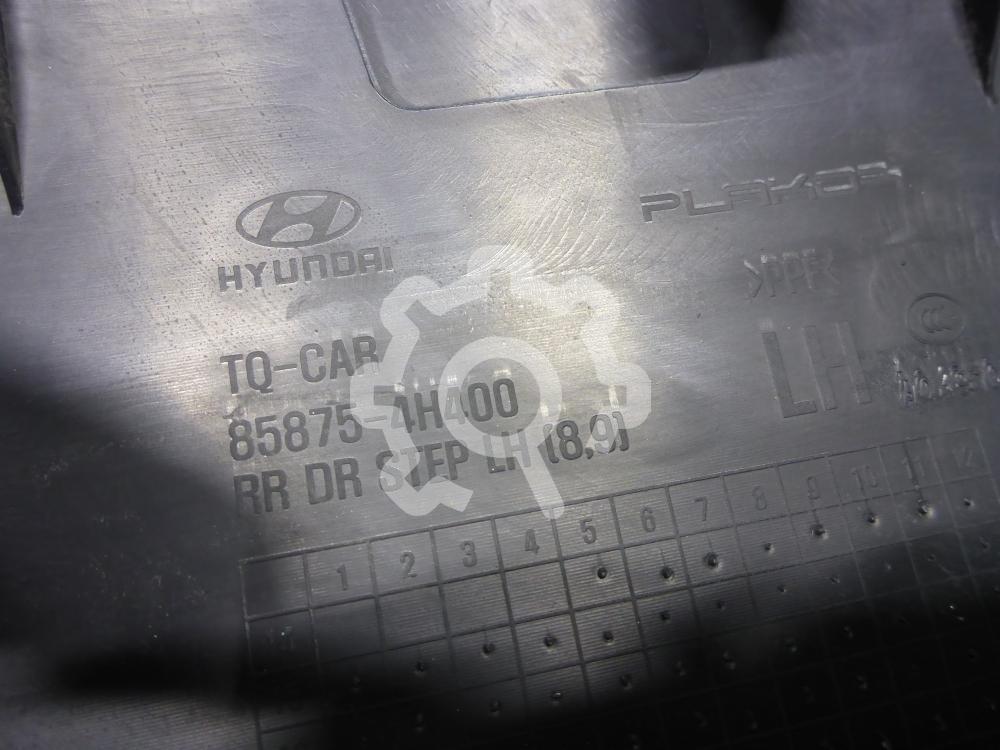 HYUNDAI
PLAKOR
>PPF<
TQ-CAR
85875-4H400
RR DR STEP LH (8,9)
LH
1 2 3 4 5 6 7 8 9 10 11 12